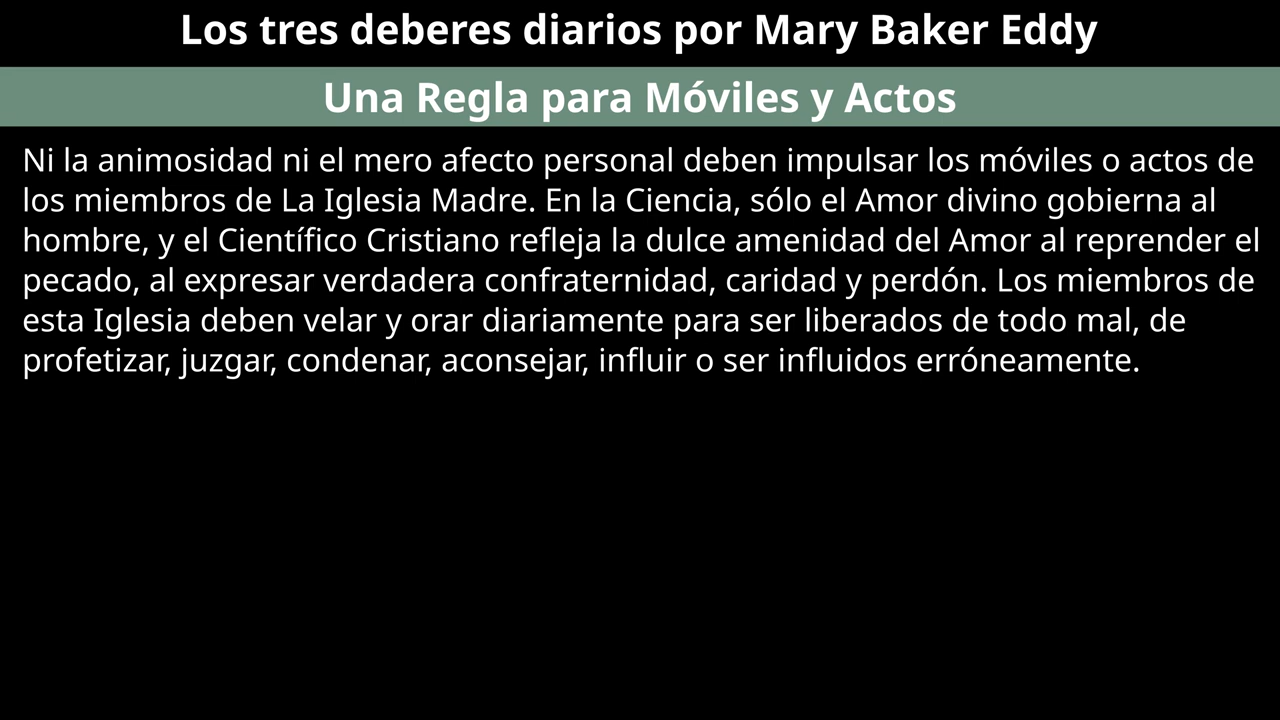 Los tres deberes diarios por Mary Baker Eddy
Una Regla para Móviles y Actos
Ni la animosidad ni el mero afecto personal deben impulsar los móviles o actos de
los miembros de La Iglesia Madre. En la Ciencia, sólo el Amor divino gobierna al
hombre, y el Científico Cristiano refleja la dulce amenidad del Amor al reprender el
pecado, al expresar verdadera confraternidad, caridad y perdón. Los miembros de
esta Iglesia deben velar y orar diariamente para ser liberados de todo mal, de
profetizar, juzgar, condenar, aconsejar, influir o ser influidos erróneamente.